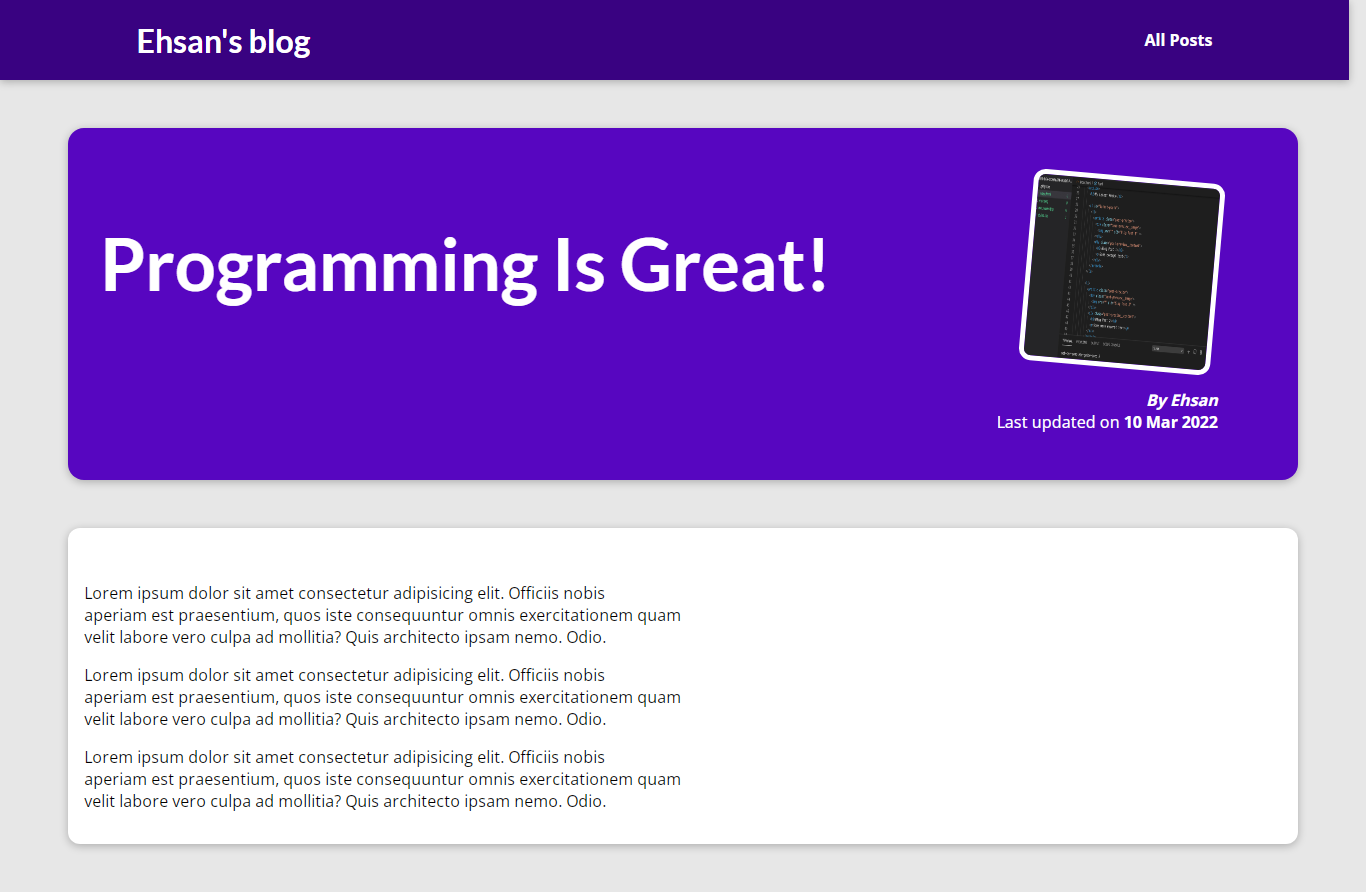 Ehsan's blog
All Posts
Programming Is Great!
By Ehsan
Last updated on 10 Mar 2022
Lorem ipsum dolor sit amet consectetur adipisicing elit. Officiis nobis
aperiam est praesentium, quos iste consequuntur omnis exercitationem quam
velit labore vero culpa ad mollitia? Quis architecto ipsam nemo. Odio.
Lorem ipsum dolor sit amet consectetur adipisicing elit. Officiis nobis
aperiam est praesentium, quos iste consequuntur omnis exercitationem quam
velit labore vero culpa ad mollitia? Quis architecto ipsam nemo. Odio.
Lorem ipsum dolor sit amet consectetur adipisicing elit. Officiis nobis
aperiam est praesentium, quos iste consequuntur omnis exercitationem quam
velit labore vero culpa ad mollitia? Quis architecto ipsam nemo. Odio.